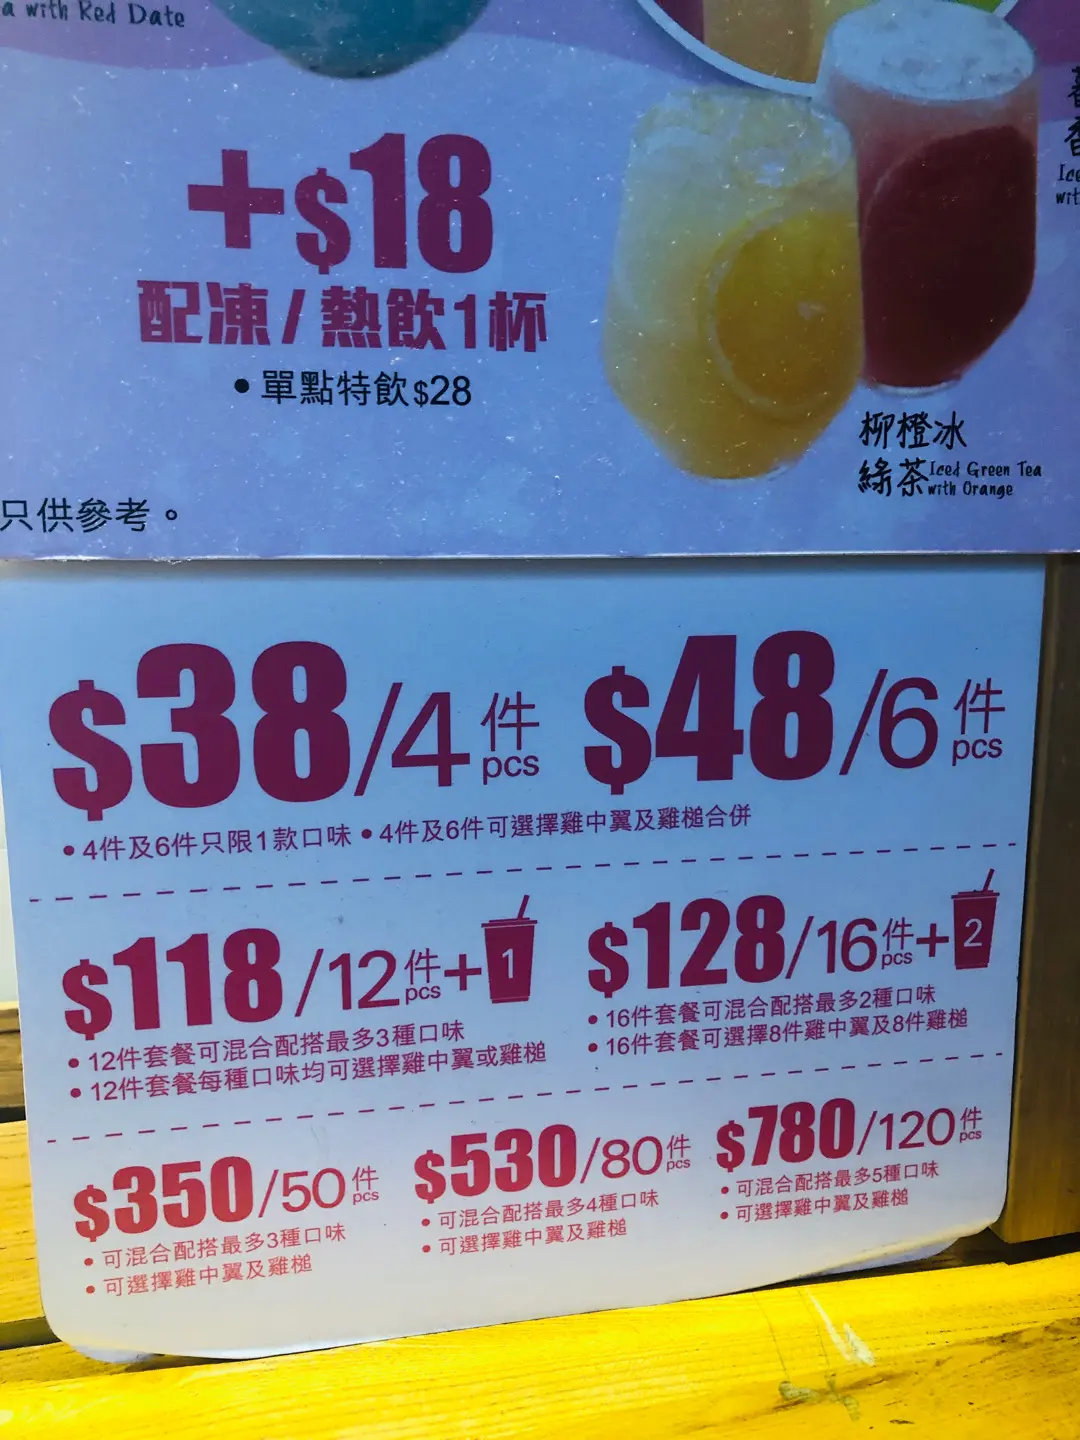 a with Red Date
+$18
配凍/熱飲1杯
• 單點特飲$28
柳橙冰
綠茶 Iced Green Tea
with Orange
Ice
只供參考。
$38/4件 pcs
$48/6件 pcs
• 4件及6件只限1款口味 • 4件及6件可選擇雞中翼及雞槌合併
$118/12件 pcs+1
• 12件套餐可混合配搭最多3種口味
• 12件套餐每種口味均可選擇雞中翼或雞槌
$128/16件 pcs+2
• 16件套餐可混合配搭最多2種口味
• 16件套餐可選擇8件雞中翼及8件雞槌
$350/50件 pcs
• 可混合配搭最多3種口味
• 可選擇雞中翼及雞槌
$530/80件 pcs
• 可混合配搭最多4種口味
• 可選擇雞中翼及雞槌
$780/120件 pcs
• 可混合配搭最多5種口味
• 可選擇雞中翼及雞槌